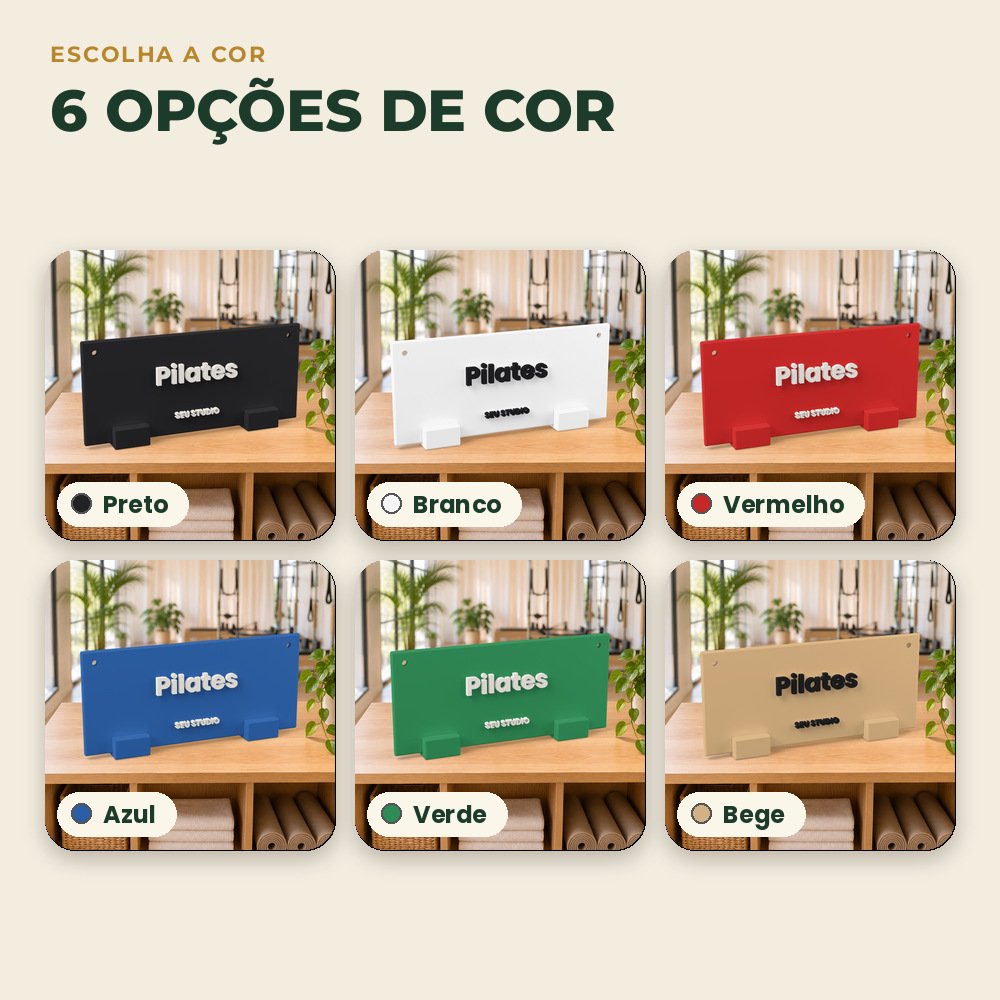 ESCOLHA A COR
6 OPÇÕES DE COR
Pilates
SEU STUDIO
Preto
Pilates
SEU STUDIO
Branco
Pilates
SEU STUDIO
Vermelho
Pilates
SEU STUDIO
Azul
Pilates
SEU STUDIO
Verde
Pilates
SEU STUDIO
Bege